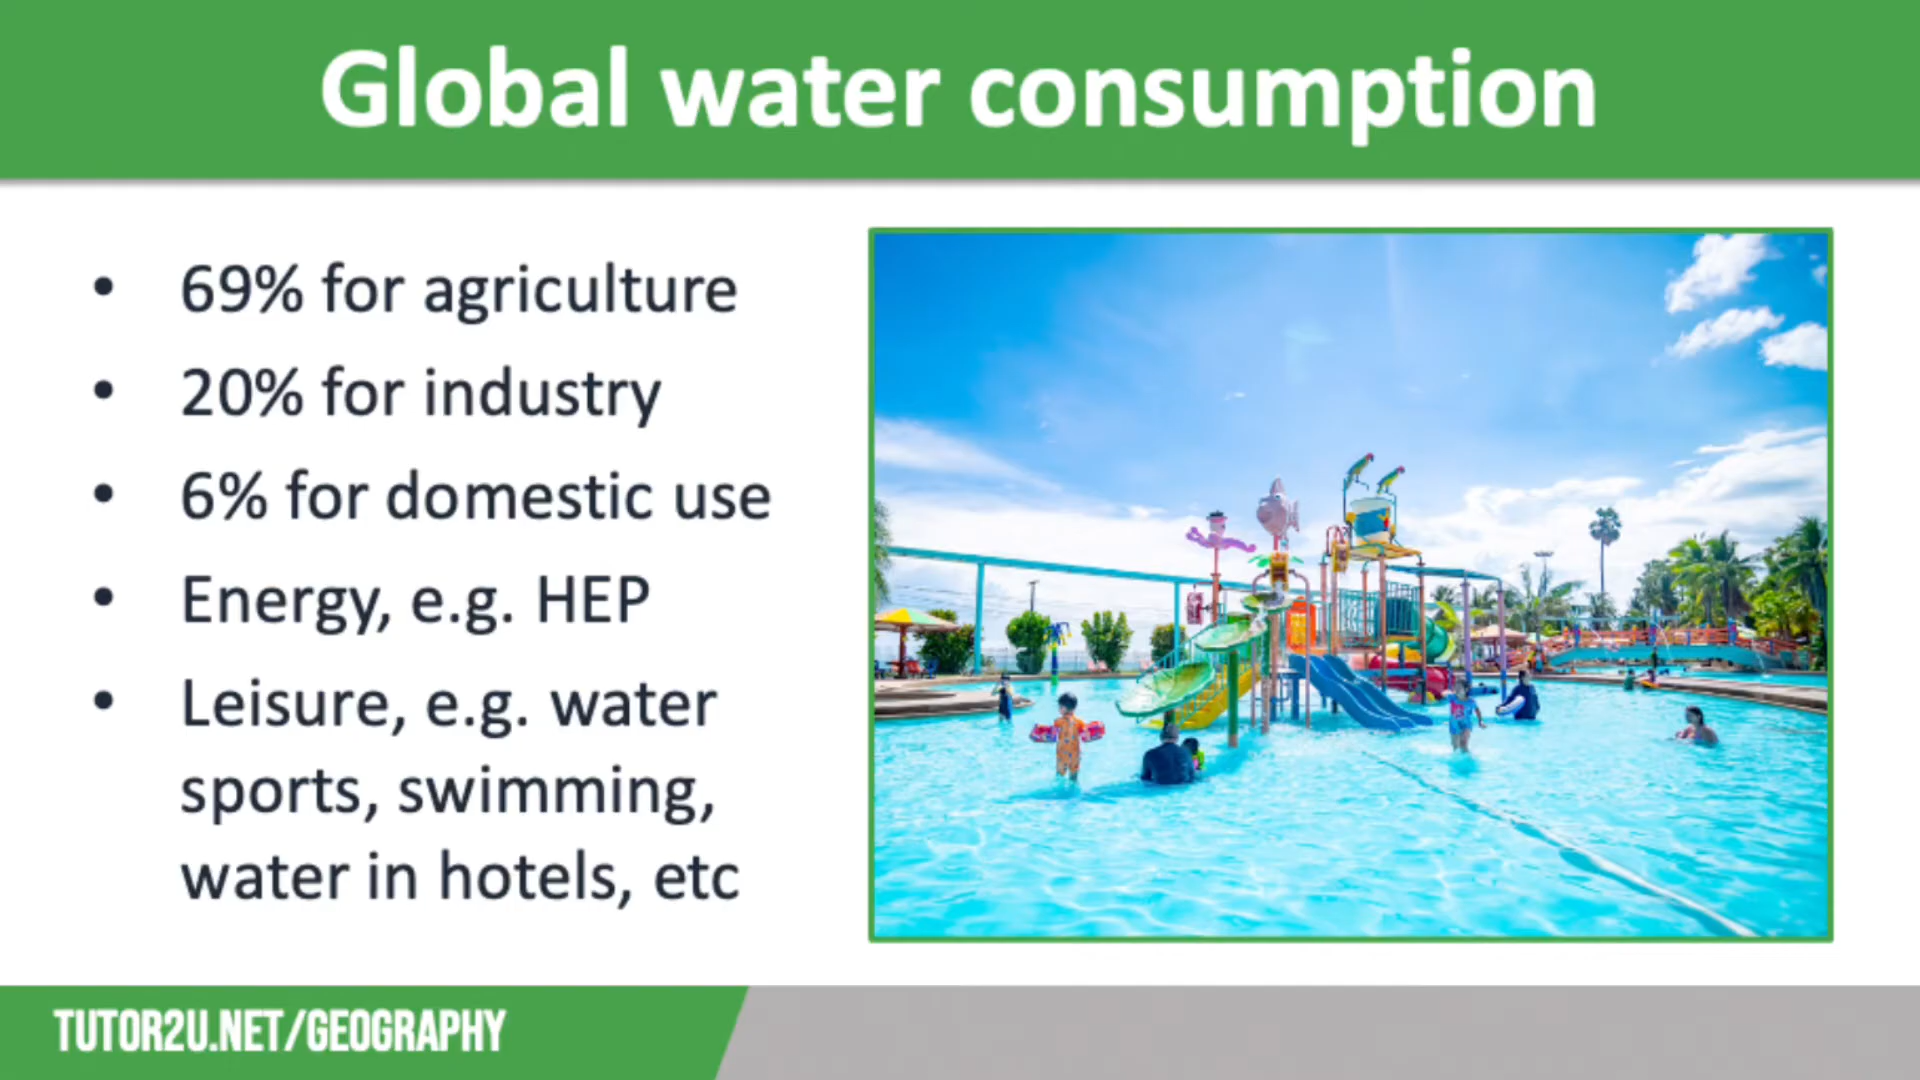 Global water consumption
• 69% for agriculture
• 20% for industry
• 6% for domestic use
• Energy, e.g. HEP
• Leisure, e.g. water
sports, swimming,
water in hotels, etc
TUTOR2U.NET/GEOGRAPHY